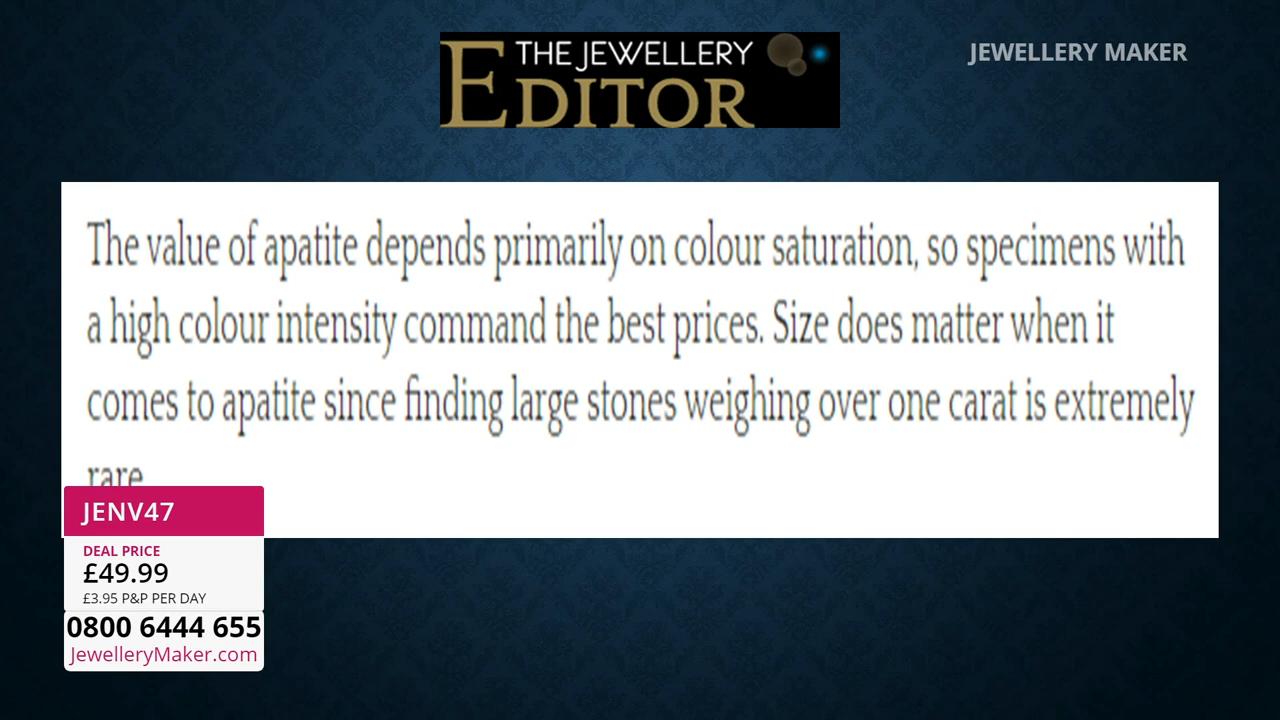 THE JEWELLERY
EDITOR
JEWELLERY MAKER
The value of apatite depends primarily on colour saturation, so specimens with
a high colour intensity command the best prices. Size does matter when it
comes to apatite since finding large stones weighing over one carat is extremely
rare
JENV47
DEAL PRICE
£49.99
£3.95 P&P PER DAY
0800 6444 655
JewelleryMaker.com